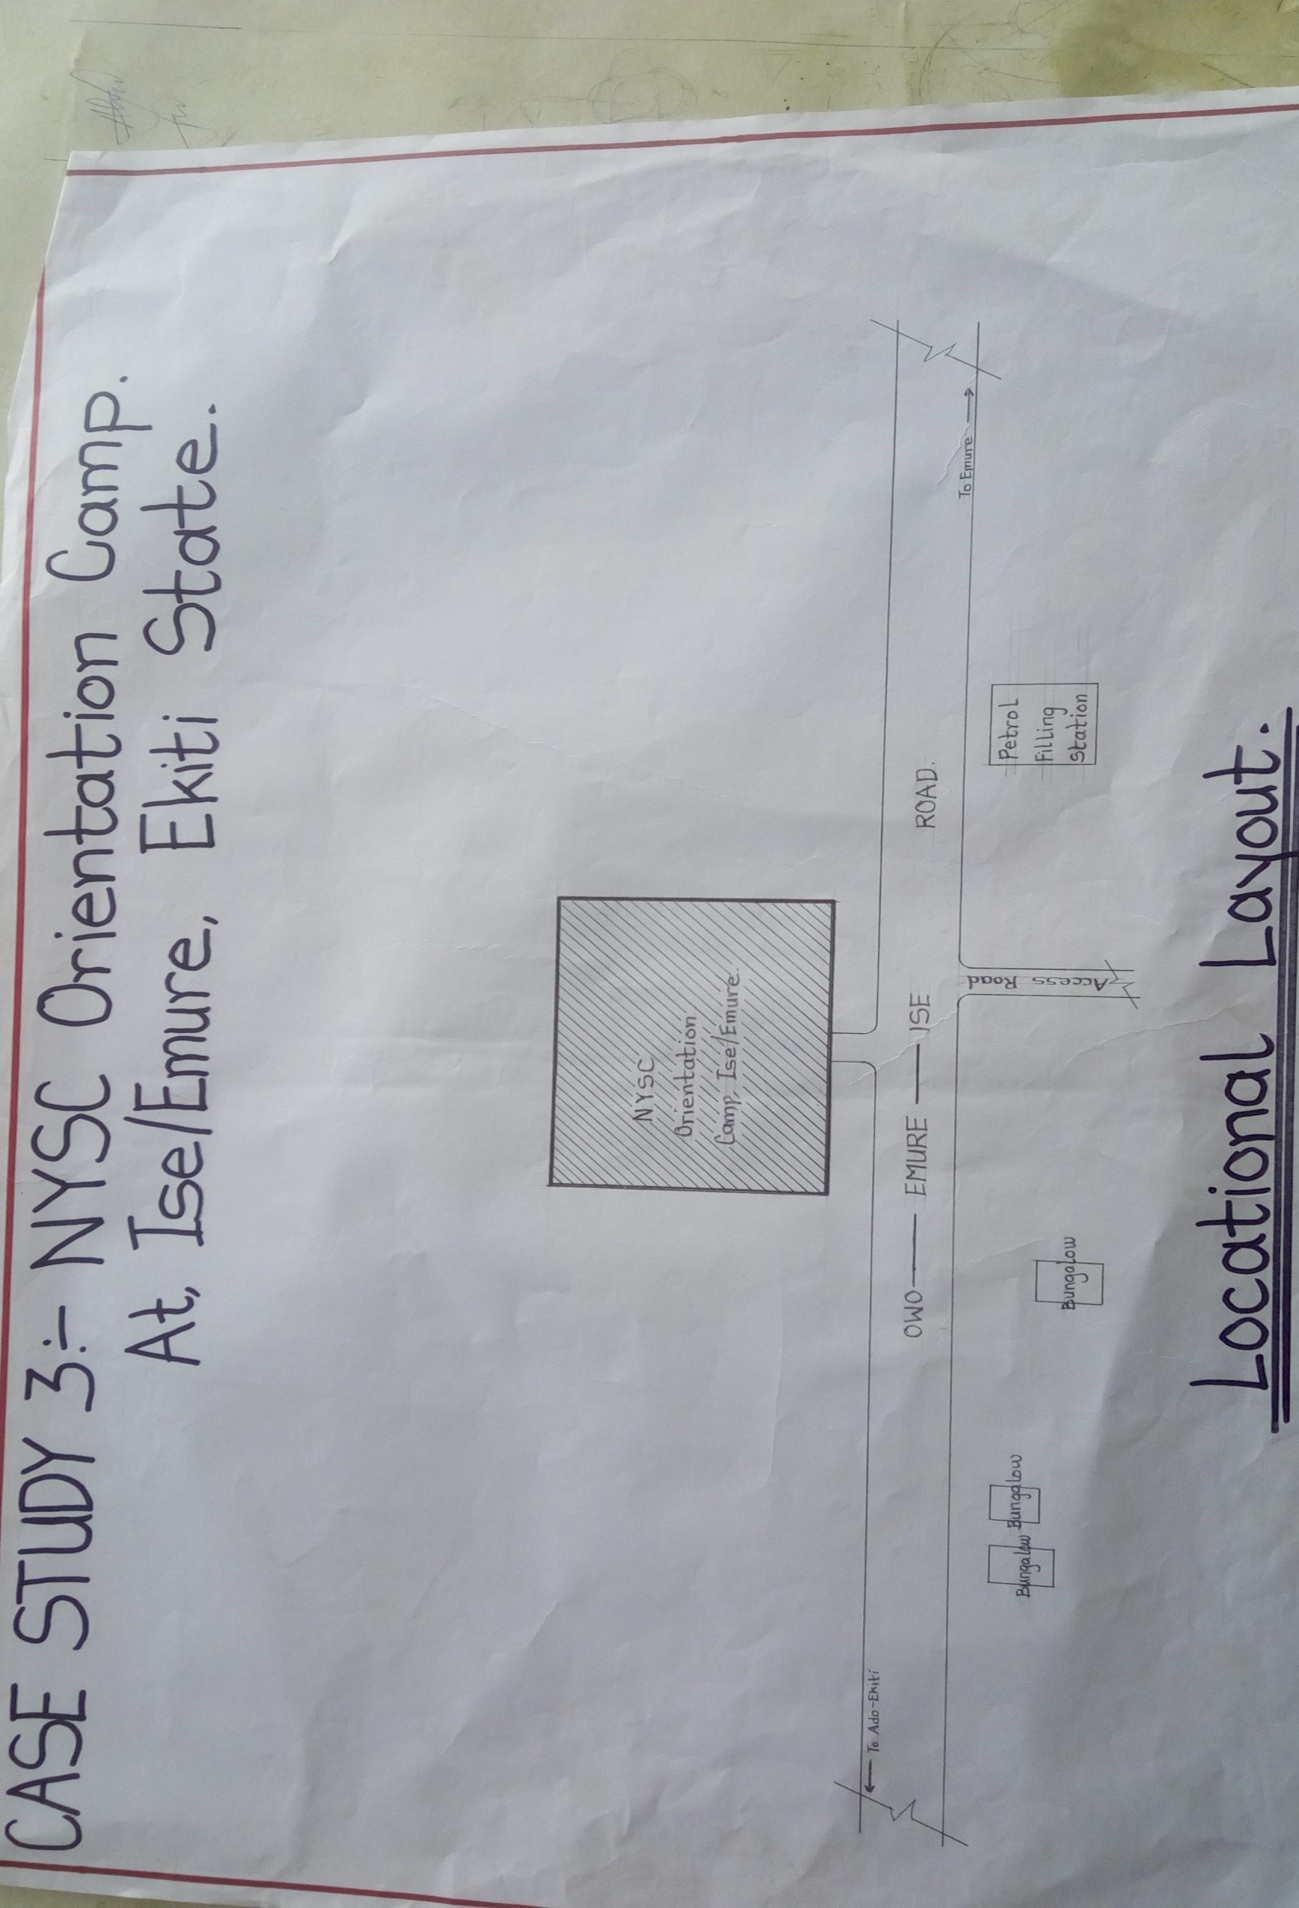 CASE STUDY 3:- NYSC Orientation Camp.
At, Ise/Emure, Ekiti State.
NYSC
Orientation
Camp, Ise/Emure.
← To Ado-Ekiti
OWO — EMURE — ISE ROAD.
To Emure →
Bungalow
Bungalow
Bungalow
Access Road
Petrol
Filling
Station
Locational Layout.